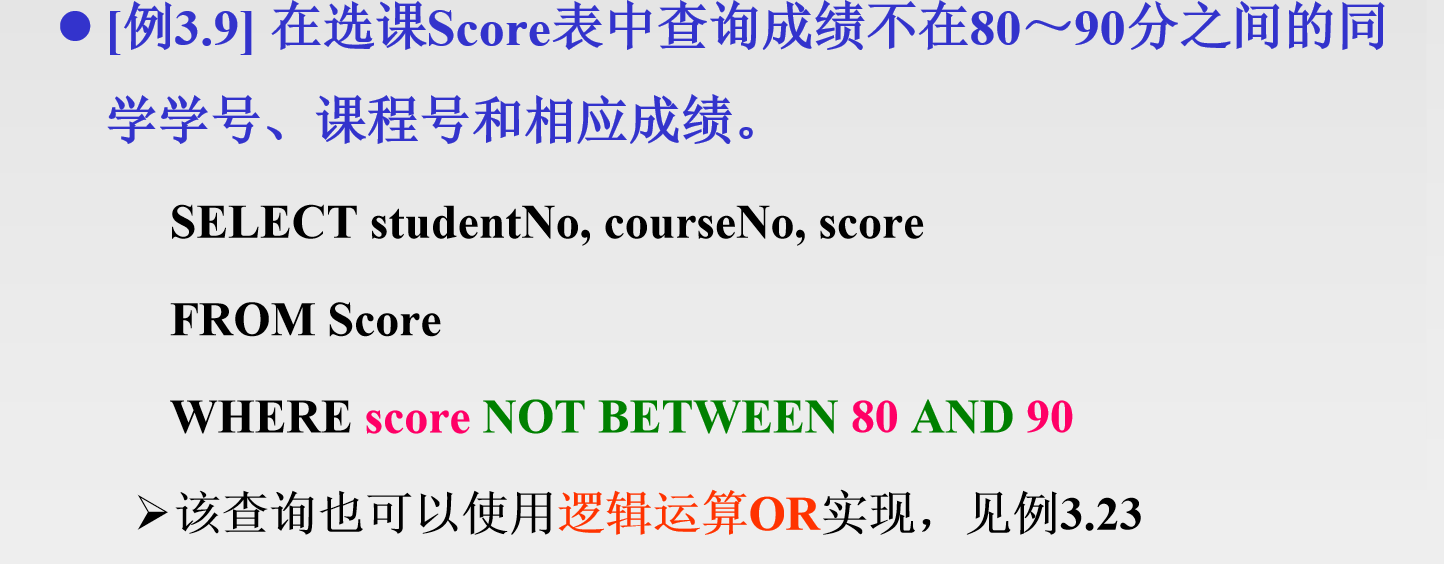 ● [例3.9] 在选课Score表中查询成绩不在80～90分之间的同
学学号、课程号和相应成绩。
SELECT studentNo, courseNo, score
FROM Score
WHERE score NOT BETWEEN 80 AND 90
➢该查询也可以使用逻辑运算OR实现，见例3.23